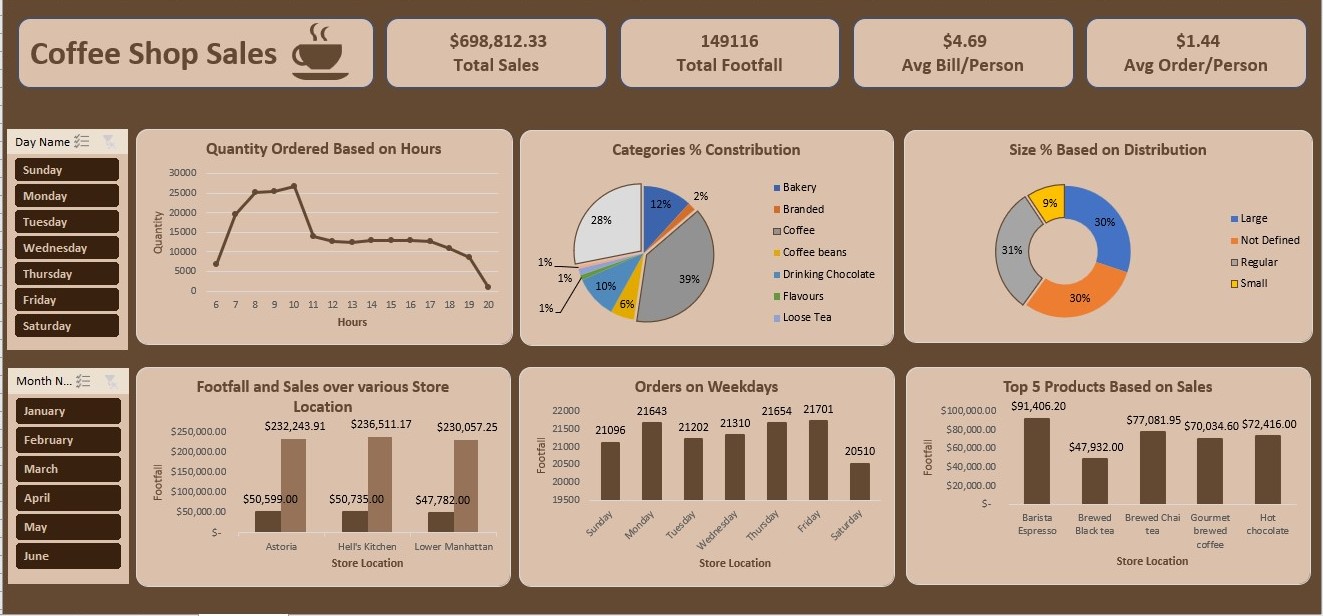 Coffee Shop Sales
$698,812.33
Total Sales
149116
Total Footfall
$4.69
Avg Bill/Person
$1.44
Avg Order/Person
Day Name
Sunday
Monday
Tuesday
Wednesday
Thursday
Friday
Saturday
Quantity Ordered Based on Hours
30000
25000
20000
15000
10000
5000
0
Quantity
6 7 8 9 10 11 12 13 14 15 16 17 18 19 20
Hours
Categories % Constribution
12%
2%
39%
6%
10%
1%
1%
1%
28%
Bakery
Branded
Coffee
Coffee beans
Drinking Chocolate
Flavours
Loose Tea
Size % Based on Distribution
30%
30%
31%
9%
Large
Not Defined
Regular
Small
Month N...
January
February
March
April
May
June
Footfall and Sales over various Store
Location
$250,000.00
$200,000.00
$150,000.00
$100,000.00
$50,000.00
$-
Footfall
$232,243.91 $236,511.17 $230,057.25
$50,599.00 $50,735.00 $47,782.00
Astoria Hell's Kitchen Lower Manhattan
Store Location
Orders on Weekdays
22000
21500
21000
20500
20000
19500
Footfall
21096 21643 21202 21310 21654 21701 20510
Sunday Monday Tuesday Wednesday Thursday Friday Saturday
Store Location
Top 5 Products Based on Sales
$100,000.00
$80,000.00
$60,000.00
$40,000.00
$20,000.00
$-
Footfall
$91,406.20 $47,932.00 $77,081.95 $70,034.60 $72,416.00
Barista
Espresso
Brewed
Black tea
Brewed Chai
tea
Gourmet
brewed
coffee
Hot
chocolate
Store Location